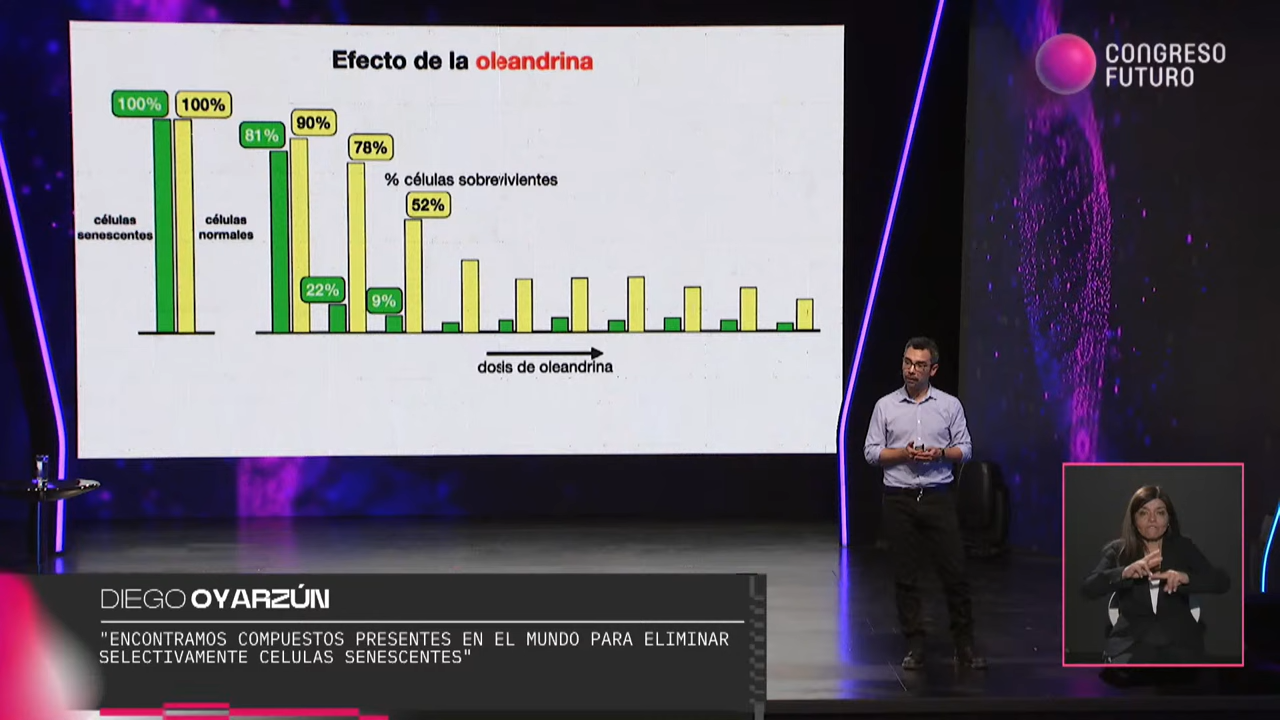 Efecto de la oleandrina
100%
100%
81%
90%
78%
% células sobrevivientes
52%
células
senescentes
células
normales
22%
9%
dosis de oleandrina
CONGRESO
FUTURO
DIEGO OYARZÚN
"ENCONTRAMOS COMPUESTOS PRESENTES EN EL MUNDO PARA ELIMINAR
SELECTIVAMENTE CELULAS SENESCENTES"